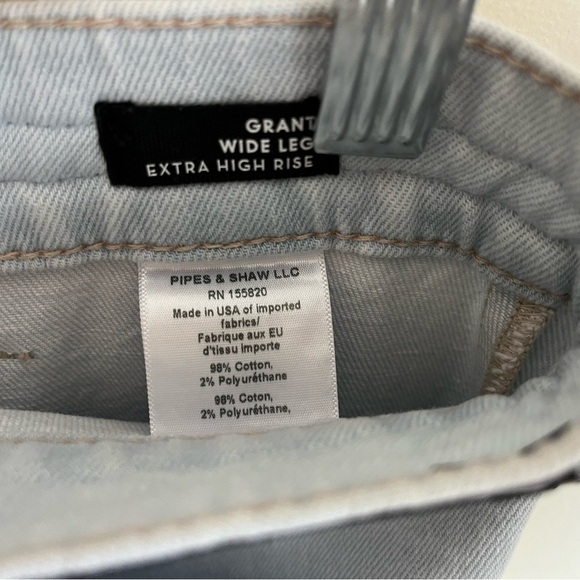 GRANT
WIDE LEG
EXTRA HIGH RISE
PIPES & SHAW LLC
RN 155820
Made in USA of imported
fabrics/
Fabrique aux EU
d'tissu importe
98% Cotton,
2% Polyuréthane
98% Coton,
2% Polyuréthane,